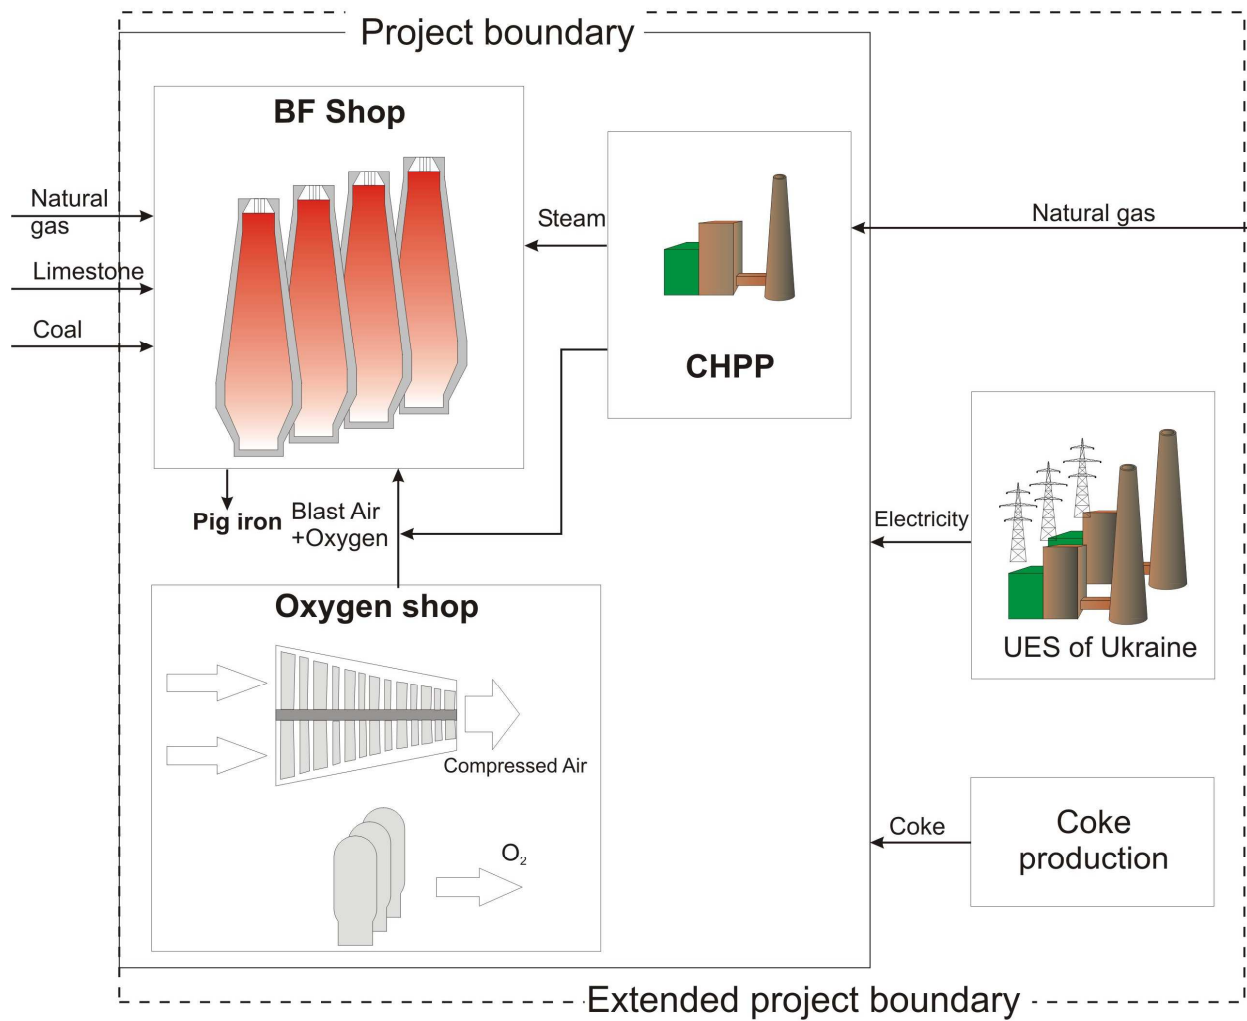 Project boundary
BF Shop
Natural
gas
Limestone
Coal
Steam
CHPP
Natural gas
Pig iron
Blast Air
+Oxygen
Electricity
UES of Ukraine
Oxygen shop
Compressed Air
O₂
Coke
Coke
production
Extended project boundary